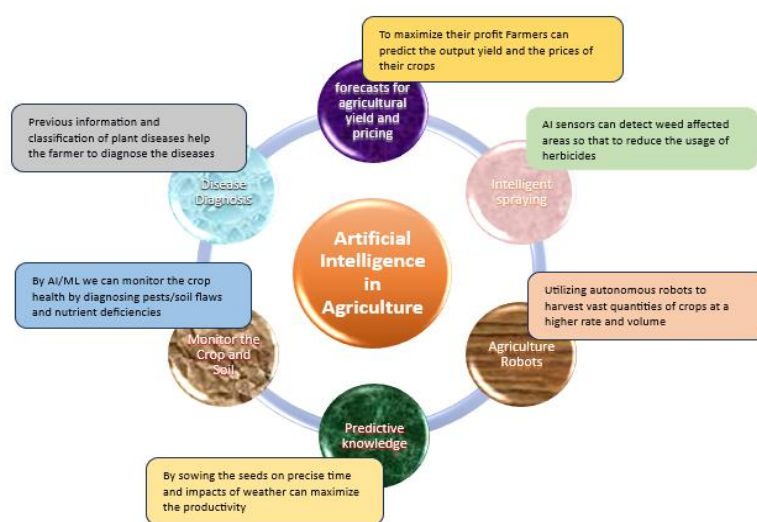 To maximize their profit Farmers can
predict the output yield and the prices of
their crops
forecasts for
agricultural
yield and
pricing
Previous information and
classification of plant diseases help
the farmer to diagnose the diseases
Disease
Diagnosis
AI sensors can detect weed affected
areas so that to reduce the usage of
herbicides
Intelligent
spraying
Artificial
Intelligence
in
Agriculture
By AI/ML we can monitor the crop
health by diagnosing pests/soil flaws
and nutrient deficiencies
Monitor the
Crop and
Soil
Utilizing autonomous robots to
harvest vast quantities of crops at a
higher rate and volume
Agriculture
Robots
Predictive
knowledge
By sowing the seeds on precise time
and impacts of weather can maximize
the productivity